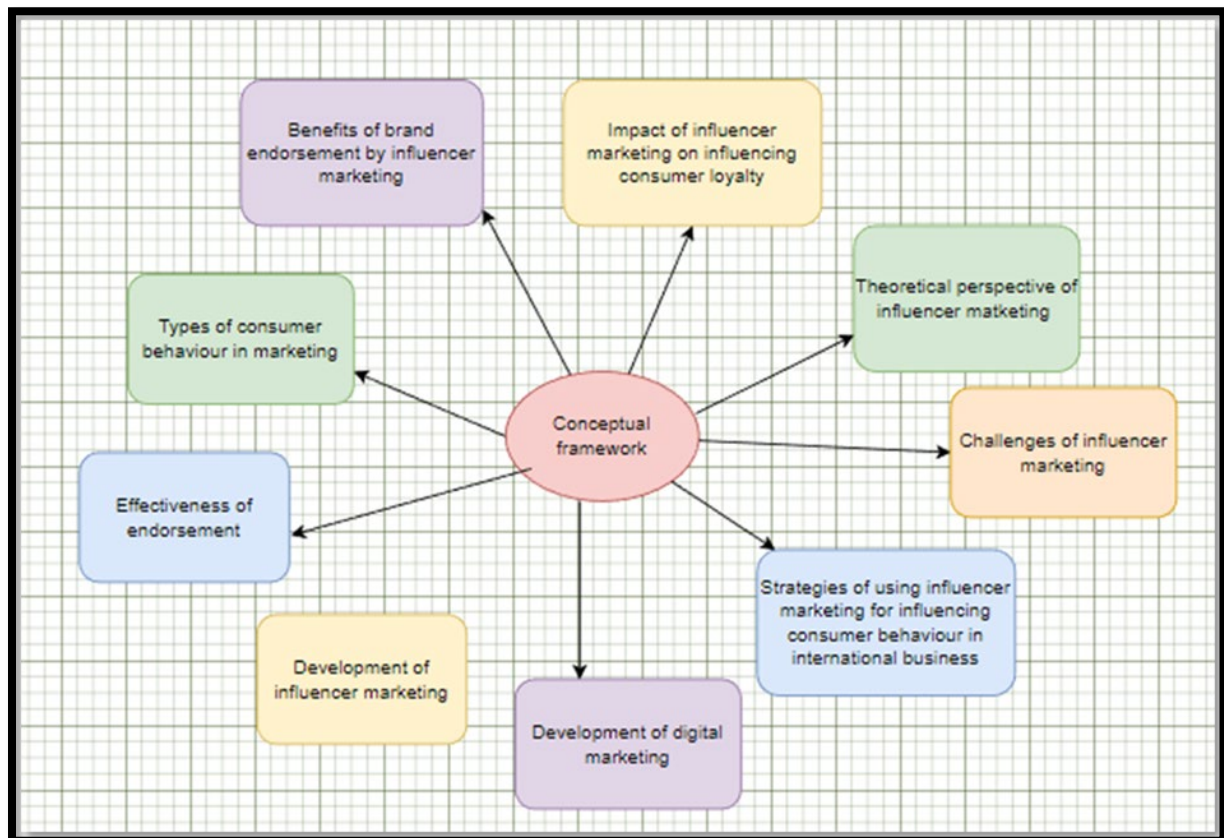 Benefits of brand
endorsement by influencer
marketing
Impact of influencer
marketing on influencing
consumer loyalty
Theoretical perspective of
influencer matketing
Types of consumer
behaviour in marketing
Conceptual
framework
Challenges of influencer
marketing
Effectiveness of
endorsement
Strategies of using influencer
marketing for influencing
consumer behaviour in
international business
Development of
influencer marketing
Development of digital
marketing